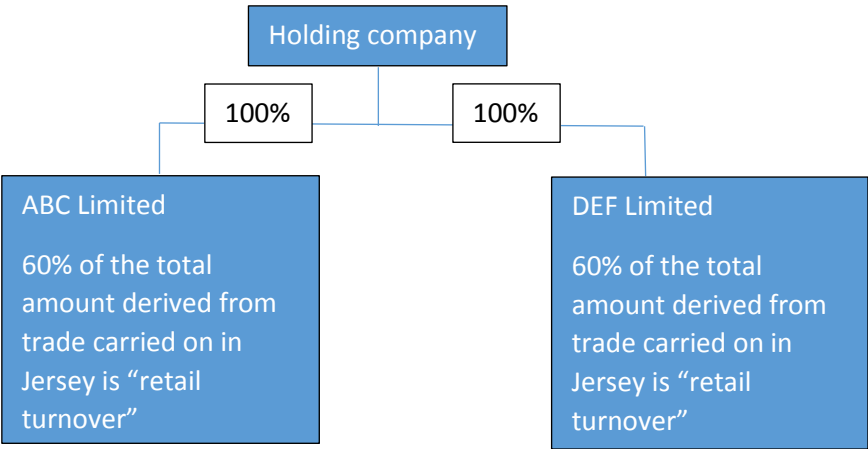 Holding company
100%
100%
ABC Limited
60% of the total
amount derived from
trade carried on in
Jersey is “retail
turnover”
DEF Limited
60% of the total
amount derived from
trade carried on in
Jersey is “retail
turnover”